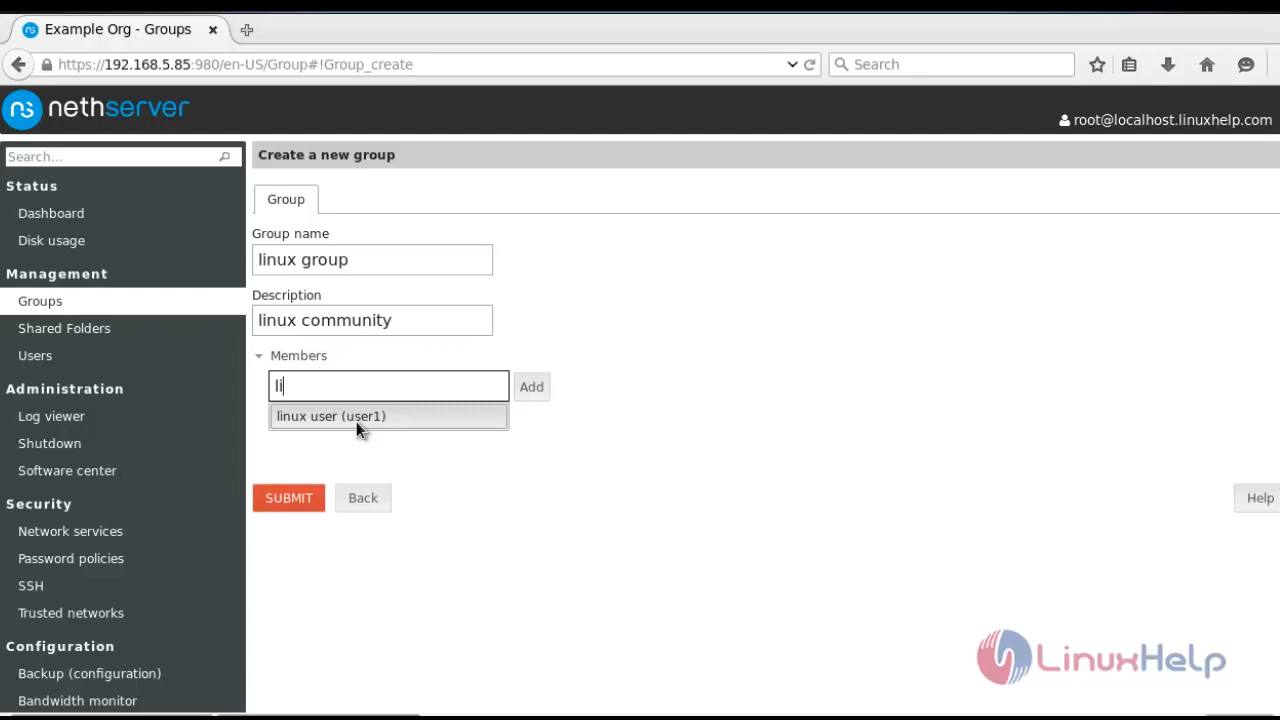 Example Org - Groups
https://192.168.5.85:980/en-US/Group#!Group_create
Search
nethserver
root@localhost.linuxhelp.com
Search...
Status
Dashboard
Disk usage
Management
Groups
Shared Folders
Users
Administration
Log viewer
Shutdown
Software center
Security
Network services
Password policies
SSH
Trusted networks
Configuration
Backup (configuration)
Bandwidth monitor
Create a new group
Group
Group name
linux group
Description
linux community
Members
li
Add
linux user (user1)
SUBMIT
Back
Help
LinuxHelp